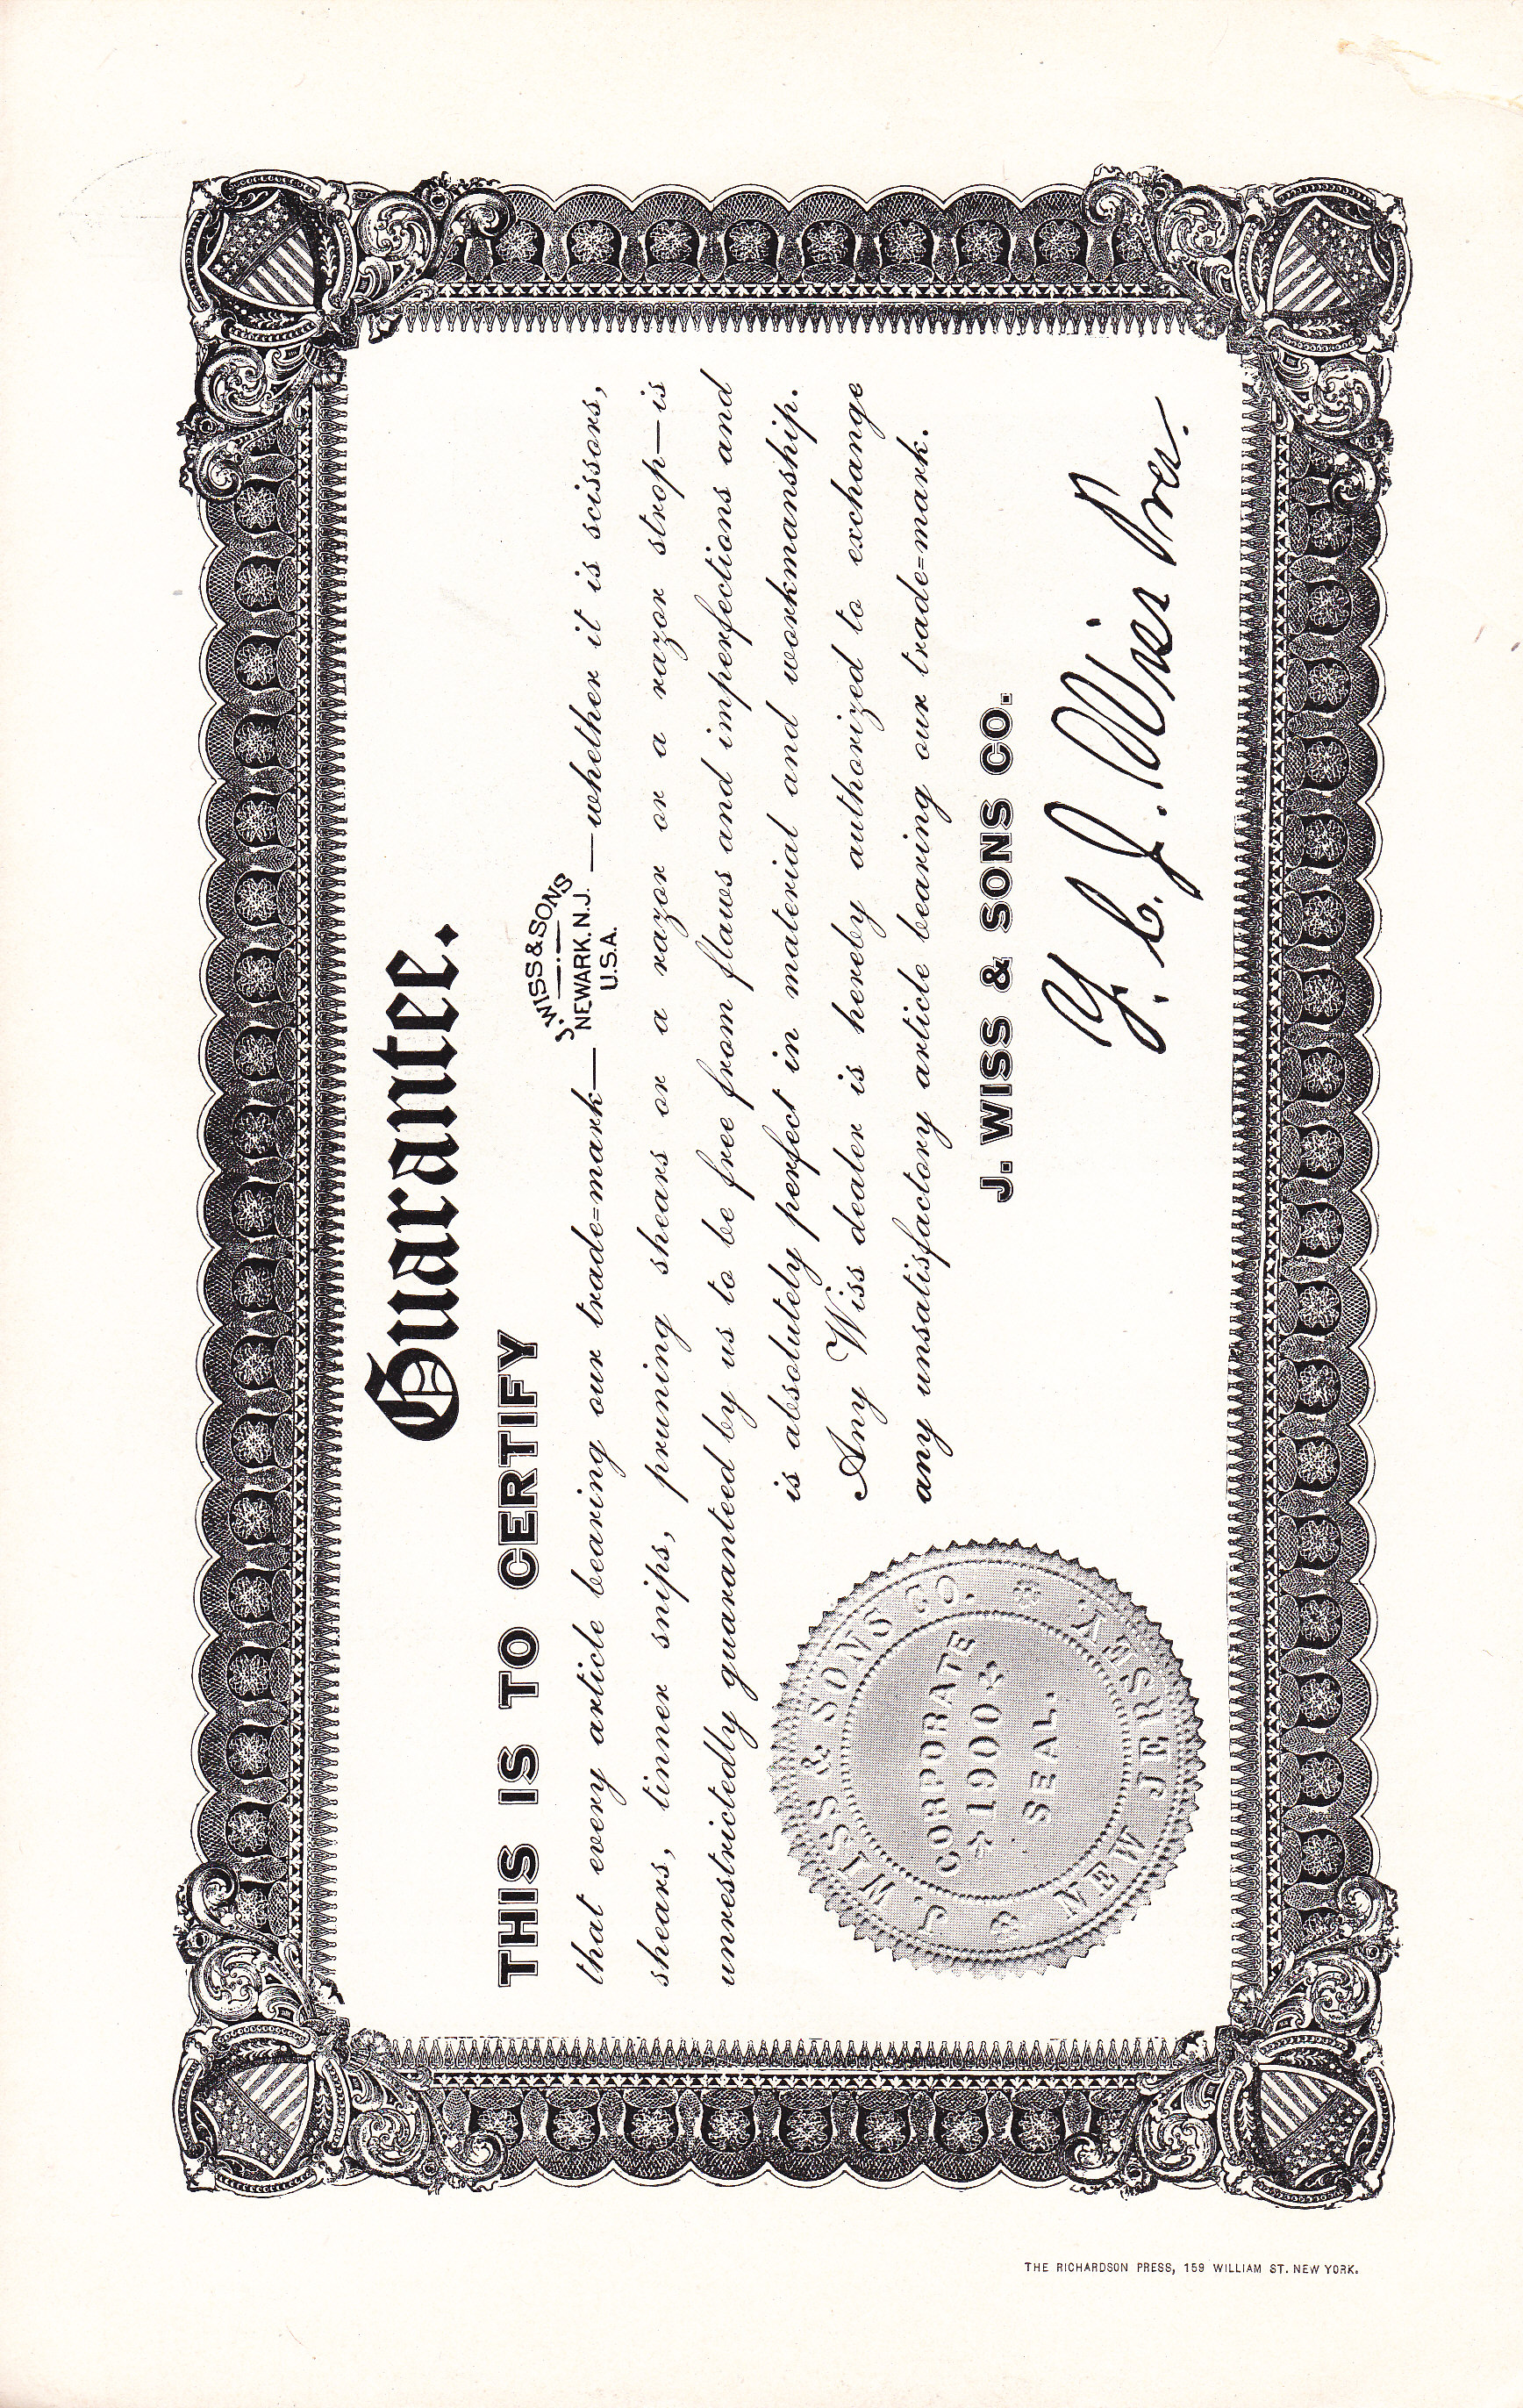 Guarantee.
THIS IS TO CERTIFY
that every article bearing our trade=mark— J. WISS & SONS NEWARK. N.J. U.S.A. —whether it is scissors,
shears, tinner snips, pruning shears or a razor or a razor strop—is
unrestrictedly guaranteed by us to be free from flaws and imperfections and
is absolutely perfect in material and workmanship.
Any Wiss dealer is hereby authorized to exchange
any unsatisfactory article bearing our trade=mark.
J. WISS & SONS CO.
F. C. J. Wiss Pres.
J. WISS & SONS CO.
CORPORATE
1900
SEAL.
NEW JERSEY.
THE RICHARDSON PRESS, 159 WILLIAM ST. NEW YORK.